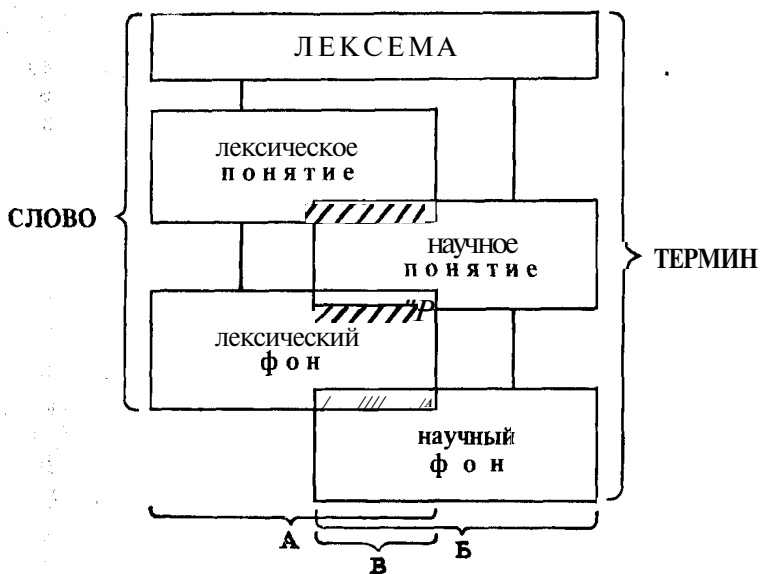 ЛЕКСЕМА
лексическое
понятие
СЛОВО
научное
понятие
ТЕРМИН
лексический
фон
научный
фон
А
Б
В